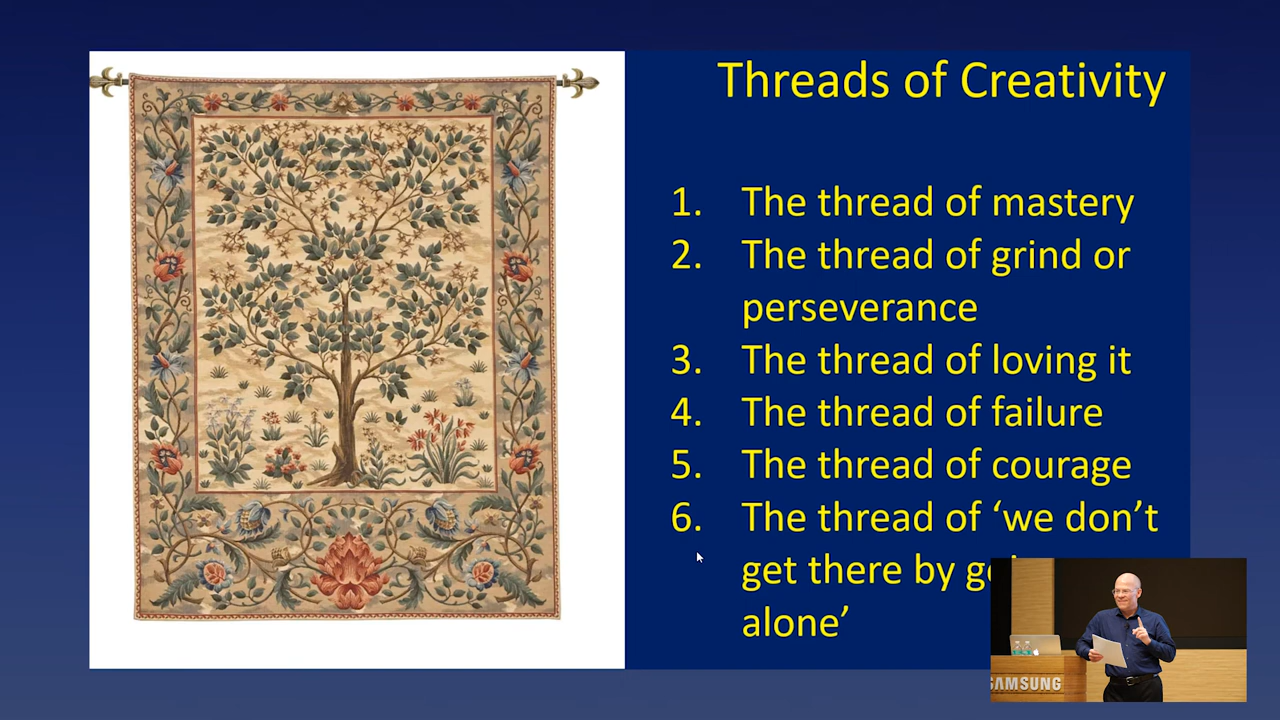 Threads of Creativity
1. The thread of mastery
2. The thread of grind or
perseverance
3. The thread of loving it
4. The thread of failure
5. The thread of courage
6. The thread of ‘we don’t
get there by
alone’
SAMSUNG